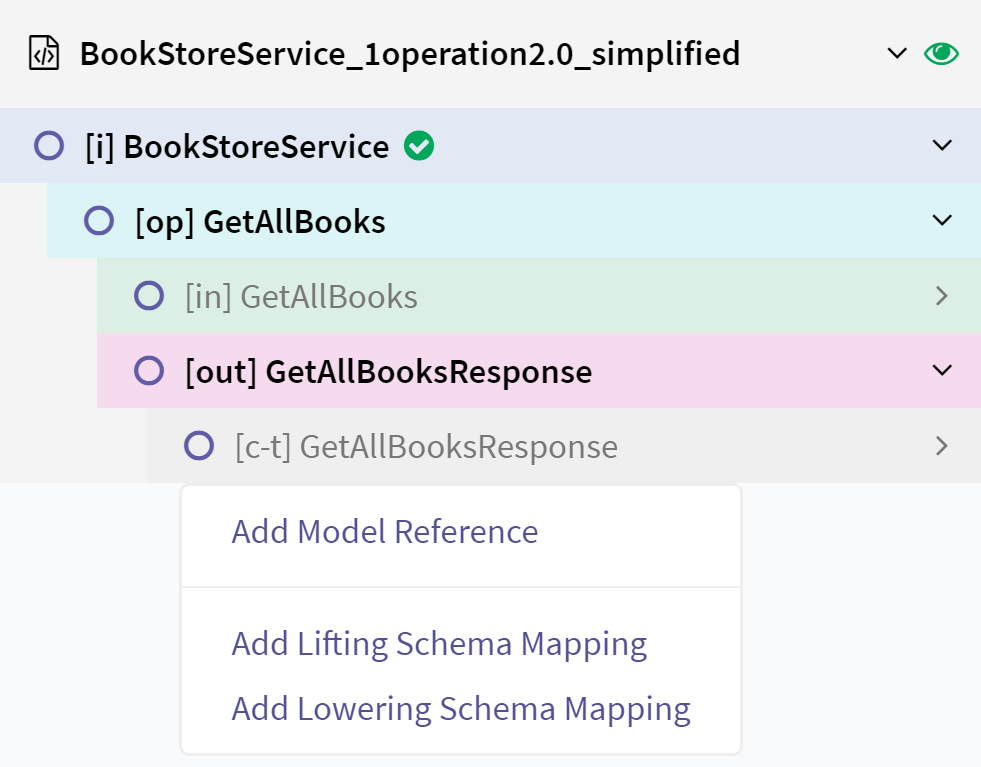 BookStoreService_1operation2.0_simplified
[i] BookStoreService
[op] GetAllBooks
[in] GetAllBooks
[out] GetAllBooksResponse
[c-t] GetAllBooksResponse
Add Model Reference
Add Lifting Schema Mapping
Add Lowering Schema Mapping